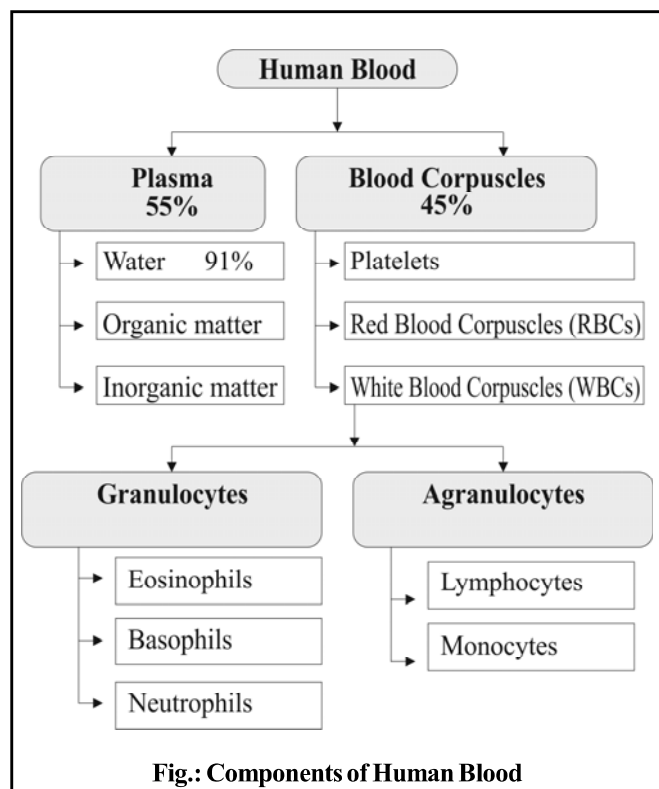 Human Blood
Plasma
55%
Blood Corpuscles
45%
Water 91%
Organic matter
Inorganic matter
Platelets
Red Blood Corpuscles (RBCs)
White Blood Corpuscles (WBCs)
Granulocytes
Eosinophils
Basophils
Neutrophils
Agranulocytes
Lymphocytes
Monocytes
Fig.: Components of Human Blood